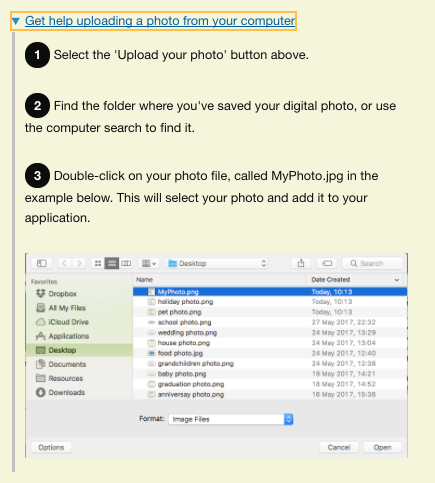 ▼ Get help uploading a photo from your computer
1 Select the 'Upload your photo' button above.
2 Find the folder where you've saved your digital photo, or use
the computer search to find it.
3 Double-click on your photo file, called MyPhoto.jpg in the
example below. This will select your photo and add it to your
application.
Desktop Search
Favorites Name Date Created
Dropbox MyPhoto.png Today, 10:13
All My Files holiday photo.png Today, 10:13
iCloud Drive pet photo.png Today, 10:13
Applications school photo.png 27 May 2017, 22:32
Desktop wedding photo.png 24 May 2017, 13:29
Documents house photo.png 24 May 2017, 13:04
Resources food photo.jpg 24 May 2017, 12:40
Downloads grandchildren photo.png 24 May 2017, 12:38
baby photo.png 19 May 2017, 14:21
graduation photo.png 18 May 2017, 14:52
anniversay photo.png 16 May 2017, 15:36
Format: Image Files
Options Cancel Open